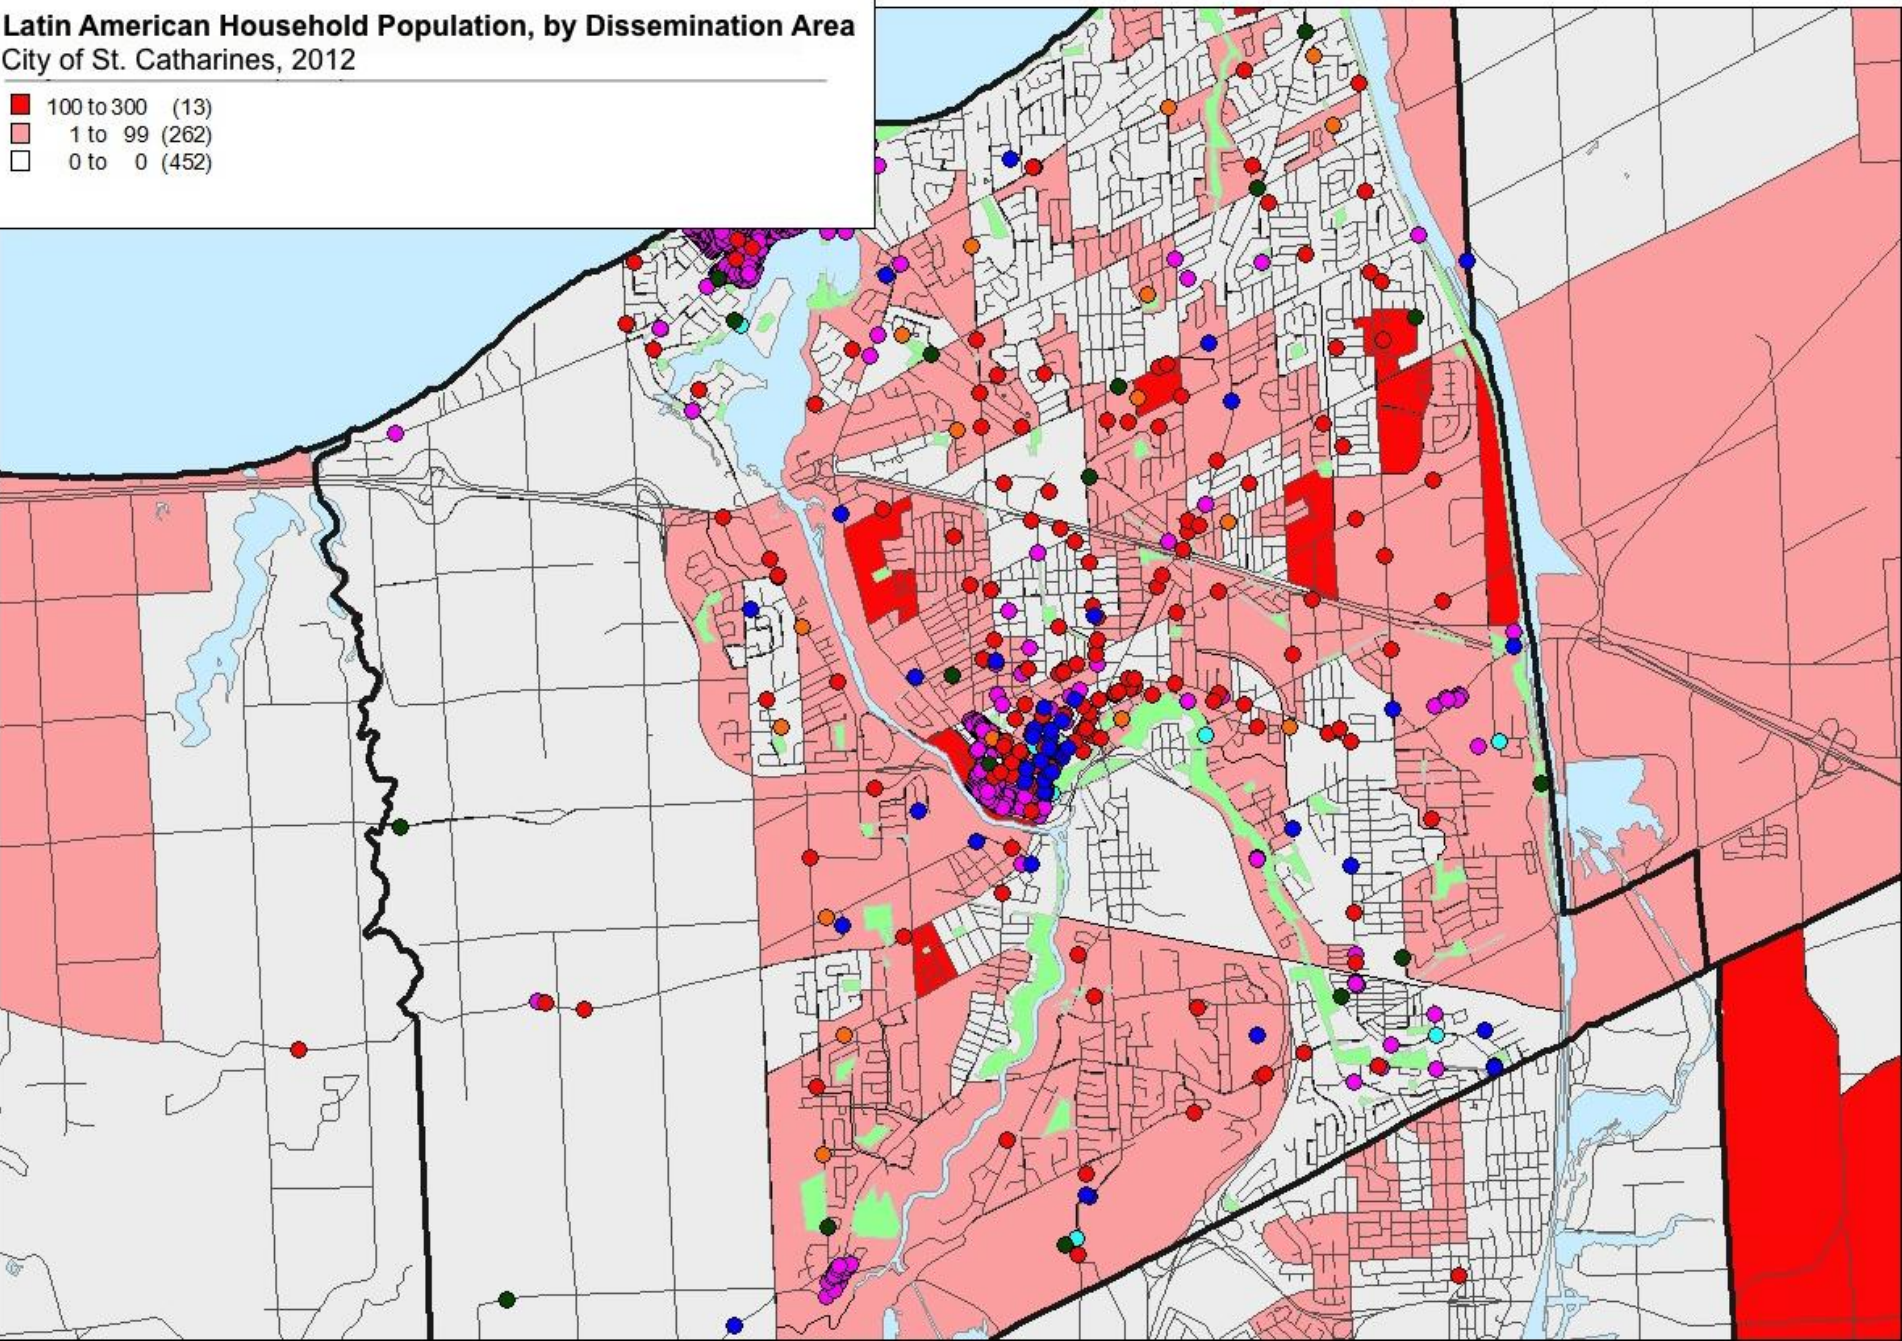 Latin American Household Population, by Dissemination Area
City of St. Catharines, 2012
100 to 300 (13)
1 to 99 (262)
0 to 0 (452)